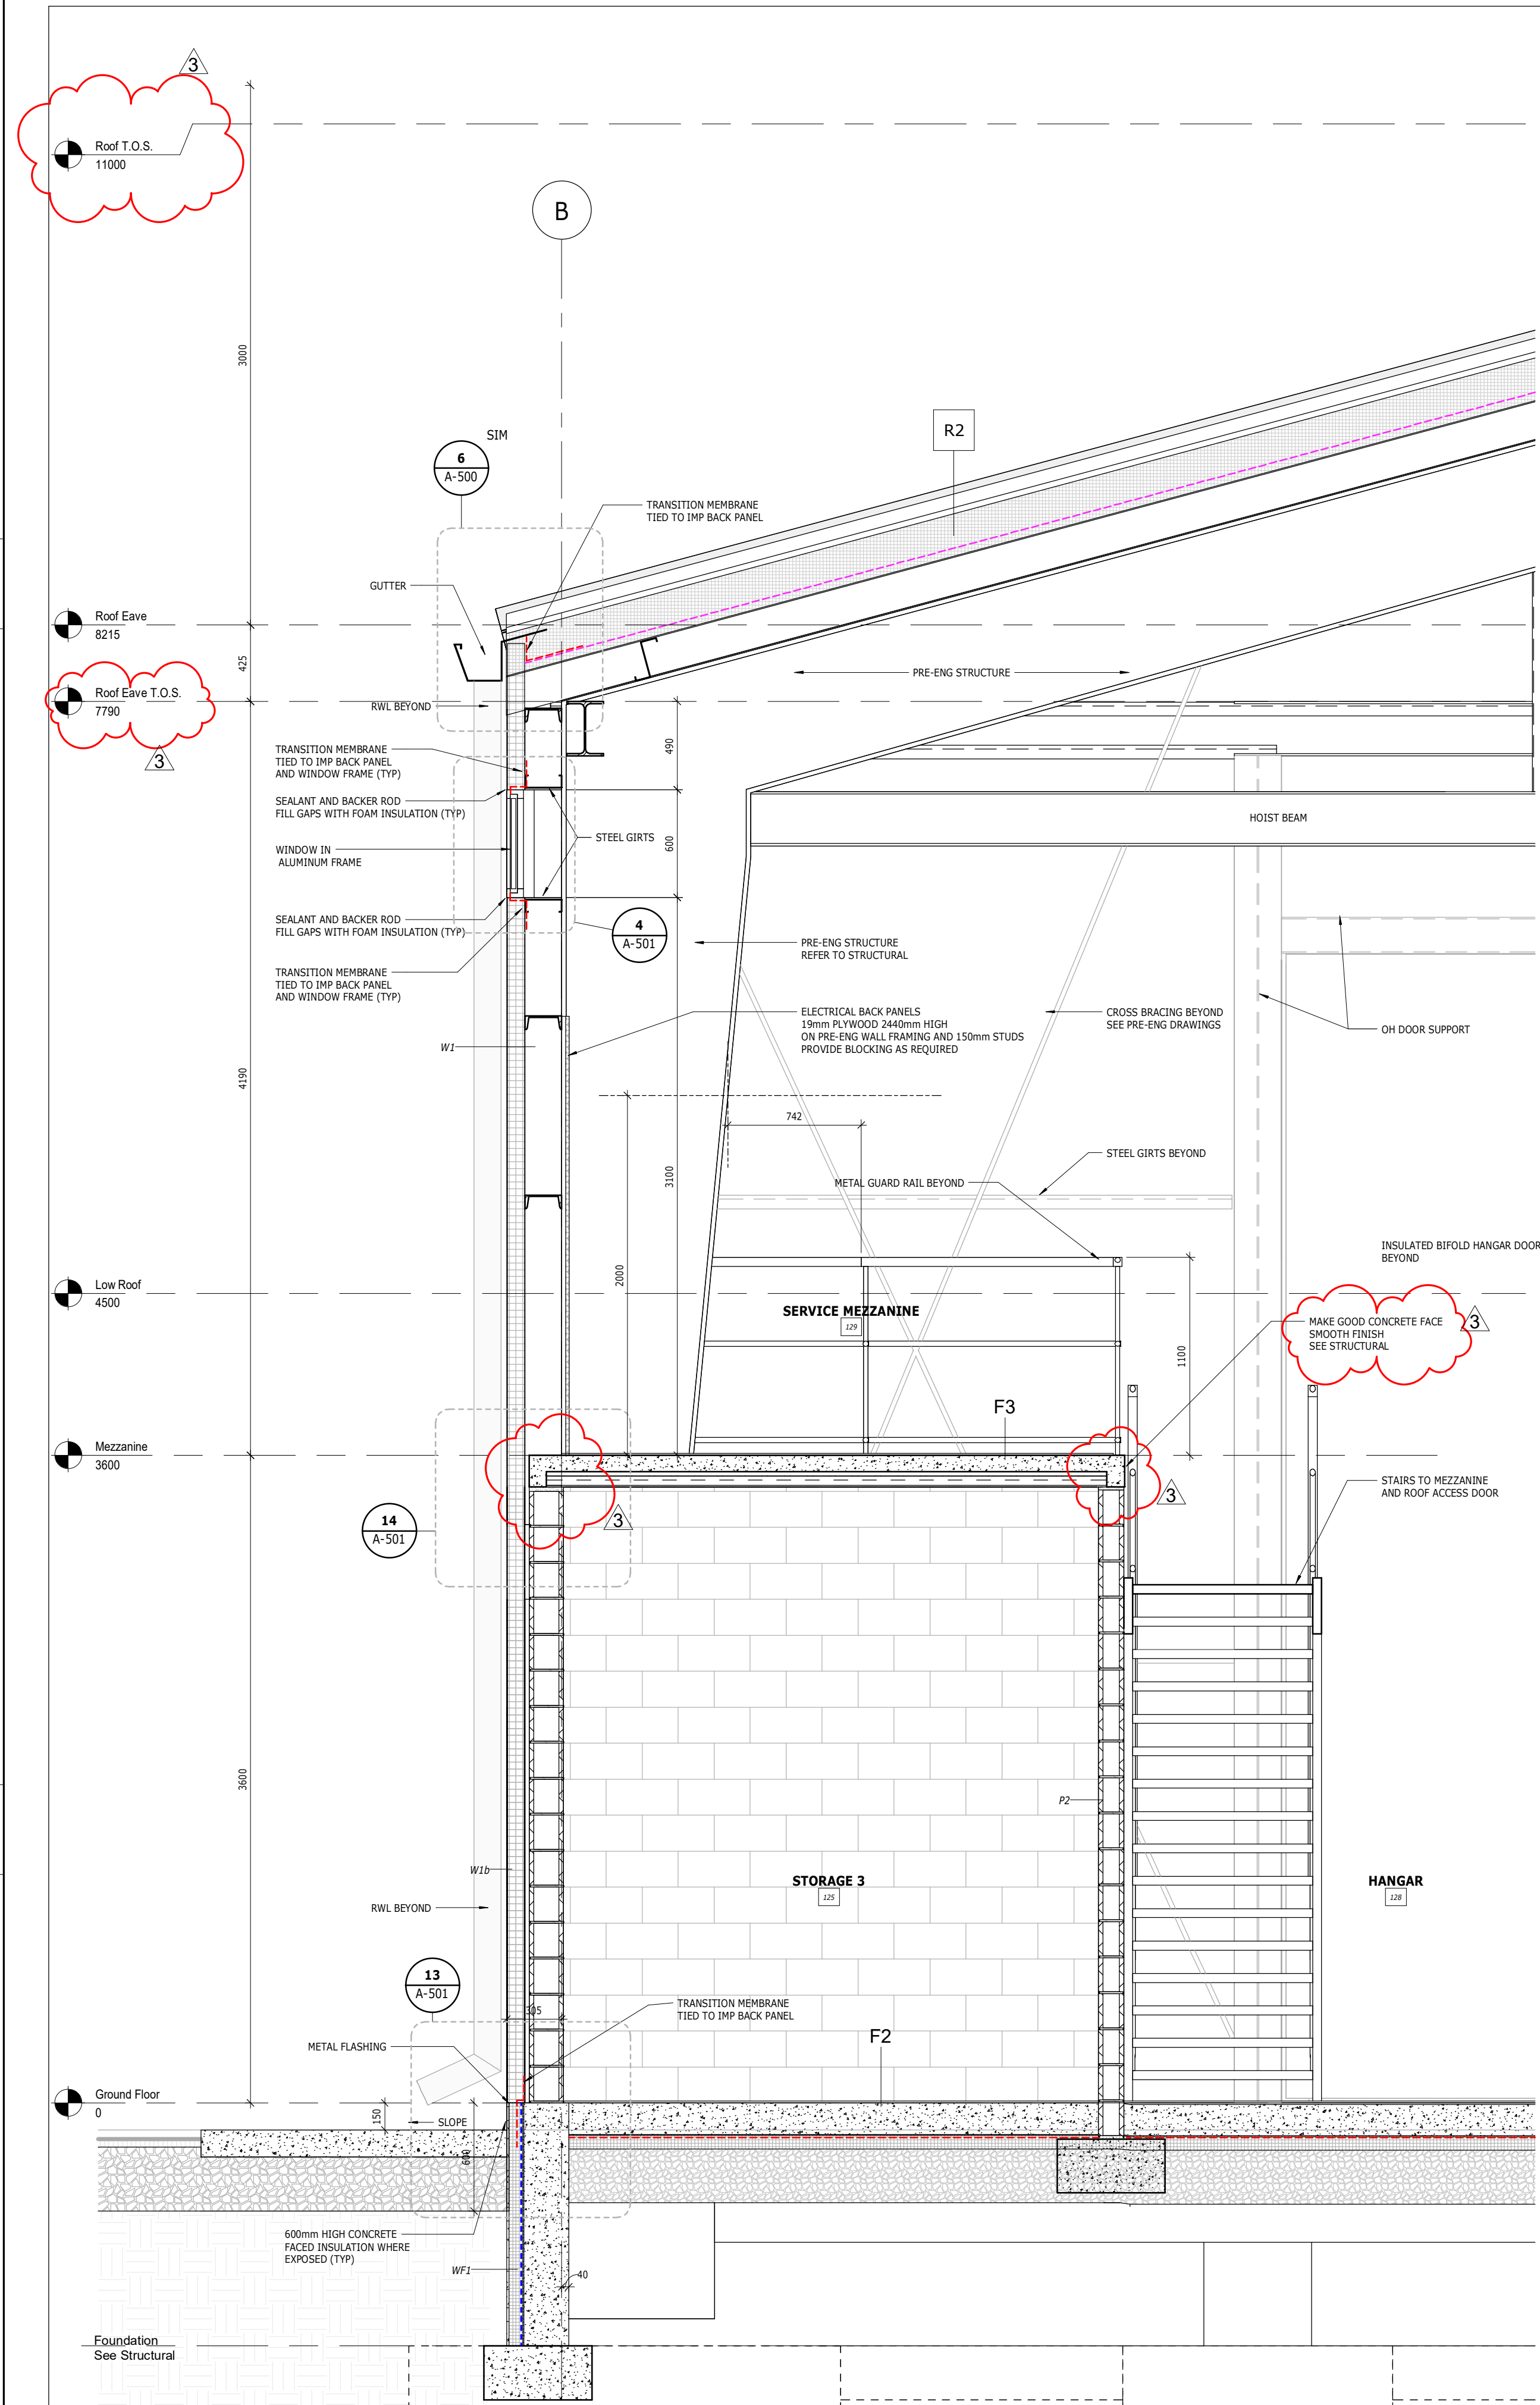 3
Roof T.O.S.
11000
B
3000
SIM
6
A-500
R2
TRANSITION MEMBRANE
TIED TO IMP BACK PANEL
GUTTER
Roof Eave
8215
425
Roof Eave T.O.S.
7790
3
RWL BEYOND
PRE-ENG STRUCTURE
490
TRANSITION MEMBRANE
TIED TO IMP BACK PANEL
AND WINDOW FRAME (TYP)
SEALANT AND BACKER ROD
FILL GAPS WITH FOAM INSULATION (TYP)
HOIST BEAM
STEEL GIRTS
600
WINDOW IN
ALUMINUM FRAME
SEALANT AND BACKER ROD
FILL GAPS WITH FOAM INSULATION (TYP)
4
A-501
PRE-ENG STRUCTURE
REFER TO STRUCTURAL
TRANSITION MEMBRANE
TIED TO IMP BACK PANEL
AND WINDOW FRAME (TYP)
ELECTRICAL BACK PANELS
19mm PLYWOOD 2440mm HIGH
ON PRE-ENG WALL FRAMING AND 150mm STUDS
PROVIDE BLOCKING AS REQUIRED
CROSS BRACING BEYOND
SEE PRE-ENG DRAWINGS
OH DOOR SUPPORT
W1
4190
742
3100
STEEL GIRTS BEYOND
METAL GUARD RAIL BEYOND
INSULATED BIFOLD HANGAR DOOR
BEYOND
2000
Low Roof
4500
SERVICE MEZZANINE
129
MAKE GOOD CONCRETE FACE
SMOOTH FINISH
SEE STRUCTURAL
3
1100
F3
Mezzanine
3600
STAIRS TO MEZZANINE
AND ROOF ACCESS DOOR
3
3
14
A-501
3600
P2
W1b
STORAGE 3
125
HANGAR
128
RWL BEYOND
13
A-501
305
TRANSITION MEMBRANE
TIED TO IMP BACK PANEL
F2
METAL FLASHING
Ground Floor
0
150
SLOPE
600
600mm HIGH CONCRETE
FACED INSULATION WHERE
EXPOSED (TYP)
WF1
40
Foundation
See Structural